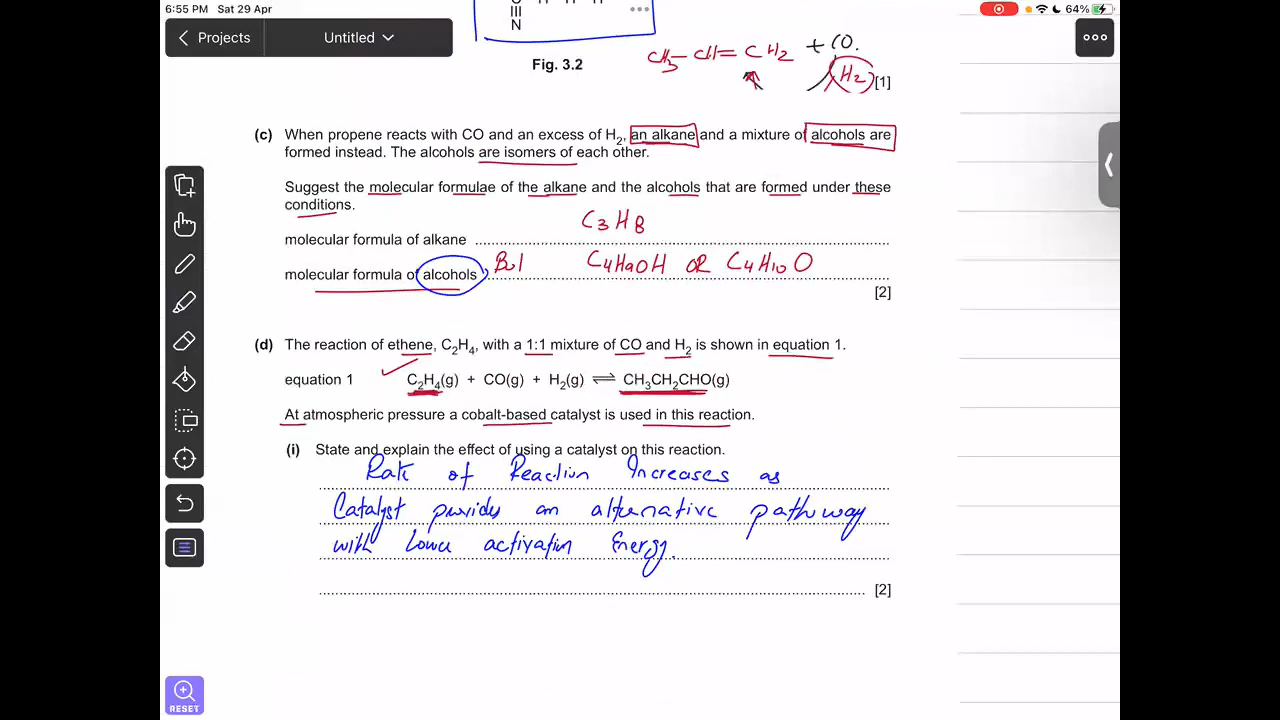 6:55 PM Sat 29 Apr
64%
Projects
Untitled
N
Fig. 3.2
CH3 – CH = CH2 + CO.
H2
[1]
(c) When propene reacts with CO and an excess of H2, an alkane and a mixture of alcohols are
formed instead. The alcohols are isomers of each other.
Suggest the molecular formulae of the alkane and the alcohols that are formed under these
conditions.
C3H8
molecular formula of alkane
But C4H9OH OR C4H10O
molecular formula of alcohols
[2]
(d) The reaction of ethene, C2H4, with a 1:1 mixture of CO and H2 is shown in equation 1.
equation 1 C2H4(g) + CO(g) + H2(g) ⇌ CH3CH2CHO(g)
At atmospheric pressure a cobalt-based catalyst is used in this reaction.
(i) State and explain the effect of using a catalyst on this reaction.
Rate of Reaction Increases as
Catalyst provides an alternative pathway
with Lower activation Energy.
[2]
RESET